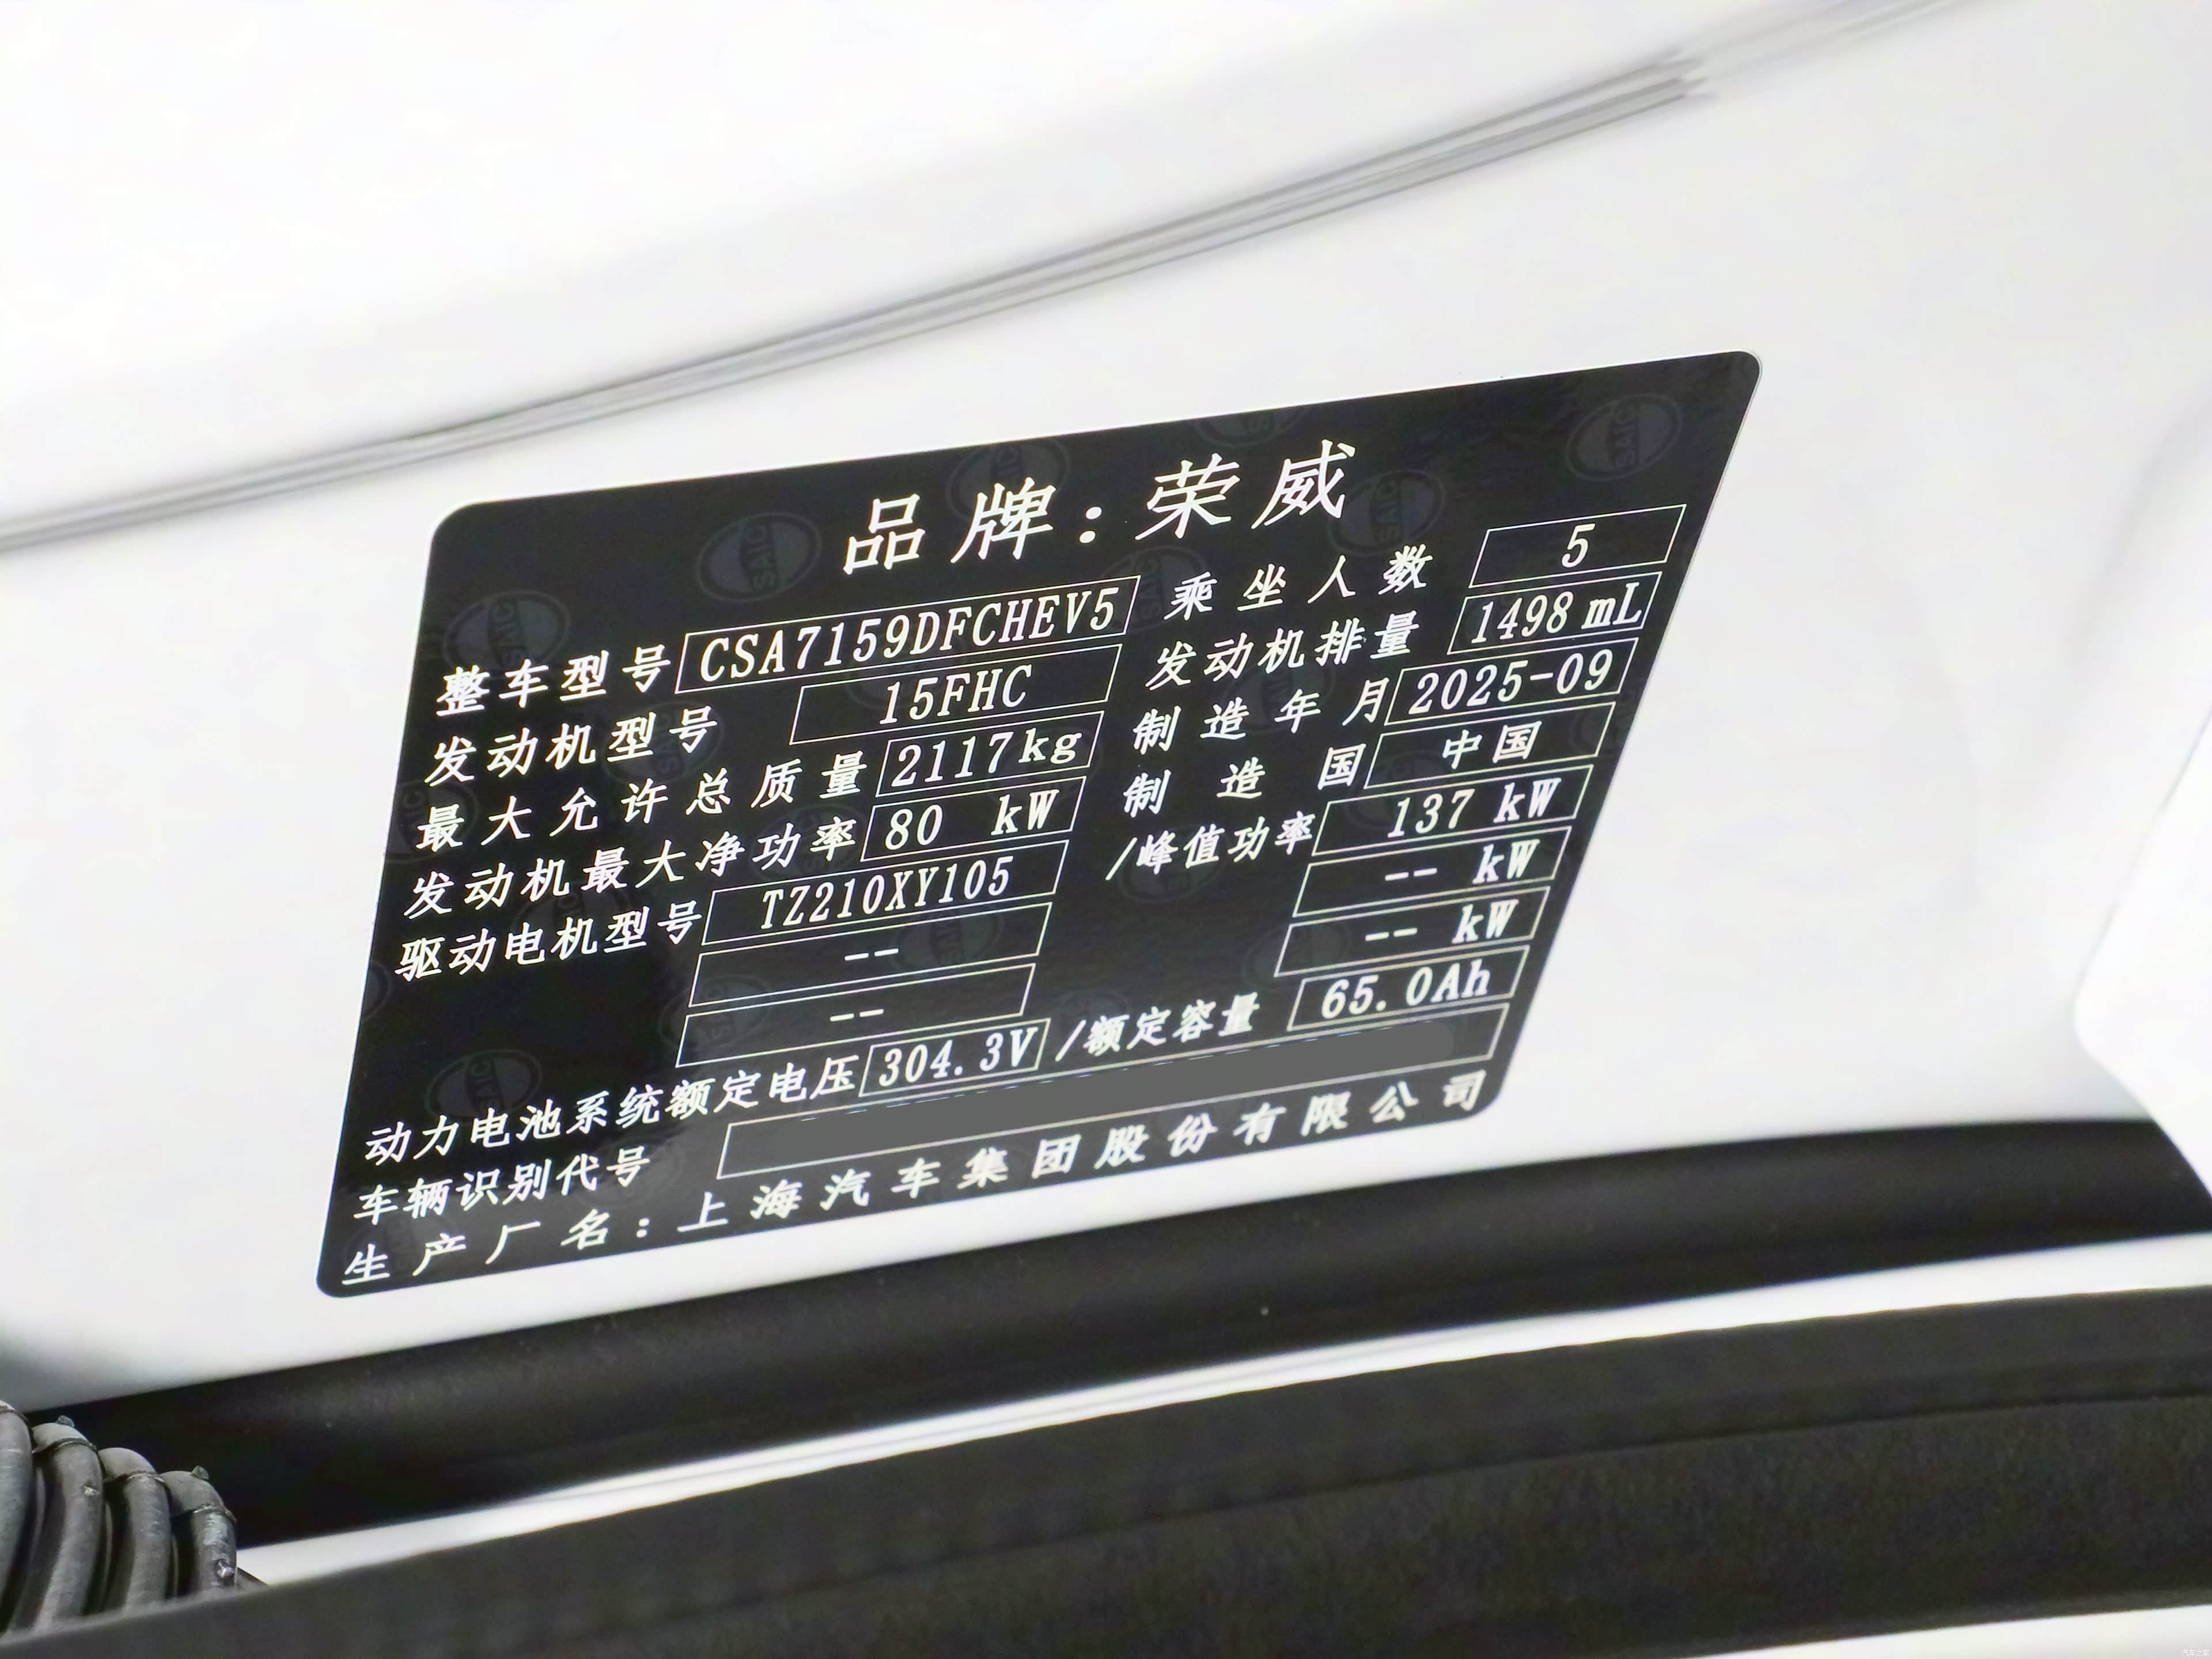 品牌：荣威
整车型号 CSA7159DFCHEV5 乘坐人数 5
发动机型号 15FHC 发动机排量 1498 mL
最大允许总质量 2117kg 制造年月 2025-09
发动机最大净功率 80 kW 制造国 中国
驱动电机型号 TZ210XY105 /峰值功率 137 kW
-- -- kW
-- -- kW
动力电池系统额定电压 304.3V /额定容量 65.0Ah
车辆识别代号
生产厂名：上海汽车集团股份有限公司
SAIC